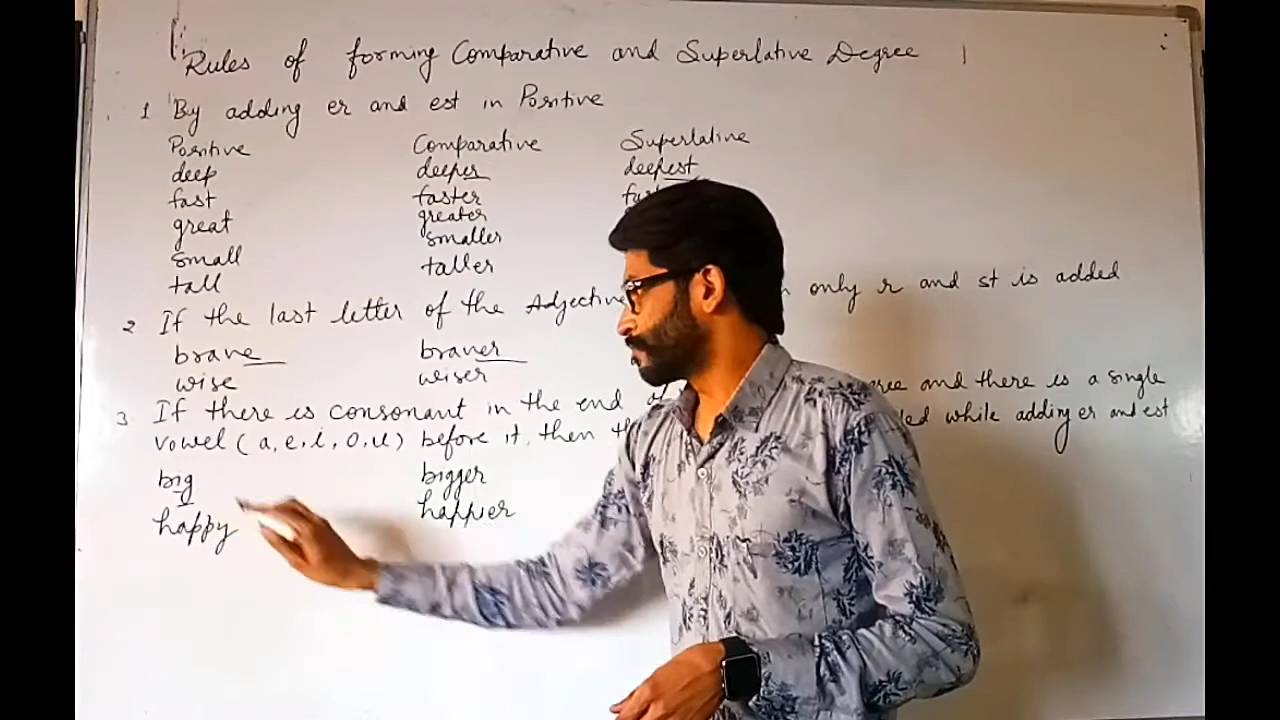 Rules of forming Comparative and Superlative Degree
1 By adding er and est in Positive
Positive Comparative Superlative
deep deeper deepest
fast faster
great greater
small smaller
tall taller
2 If the last letter of the Adjective only r and st is added
brave braver
wise wiser
3. If there is consonant in the end and there is a single
vowel (a, e, i, o, u) before it, then while adding er and est
big bigger
happy happier